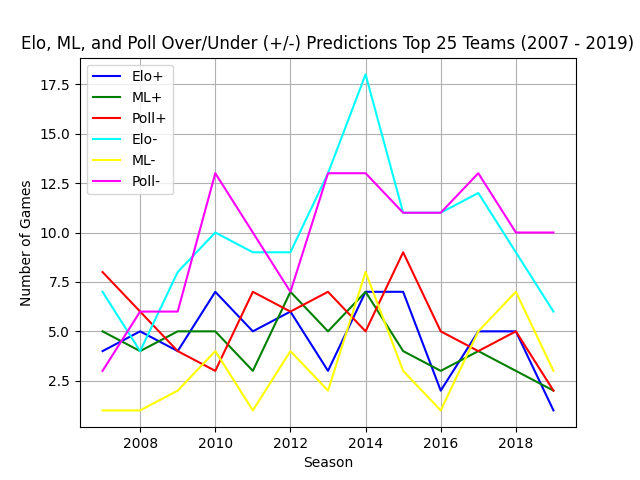 Elo, ML, and Poll Over/Under (+/-) Predictions Top 25 Teams (2007 - 2019)
Elo+
ML+
Poll+
Elo-
ML-
Poll-
17.5
15.0
12.5
10.0
7.5
5.0
2.5
Number of Games
2008 2010 2012 2014 2016 2018
Season